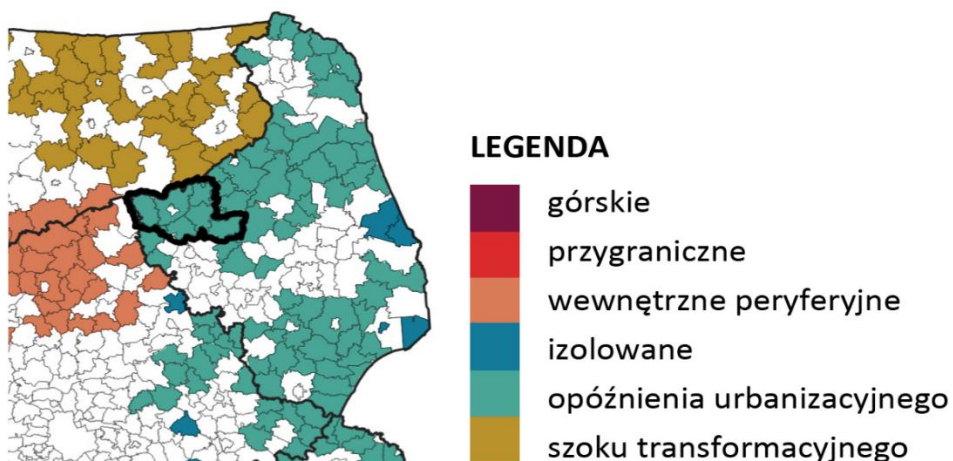 LEGENDA
górskie
przygraniczne
wewnętrzne peryferyjne
izolowane
opóźnienia urbanizacyjnego
szoku transformacyjnego